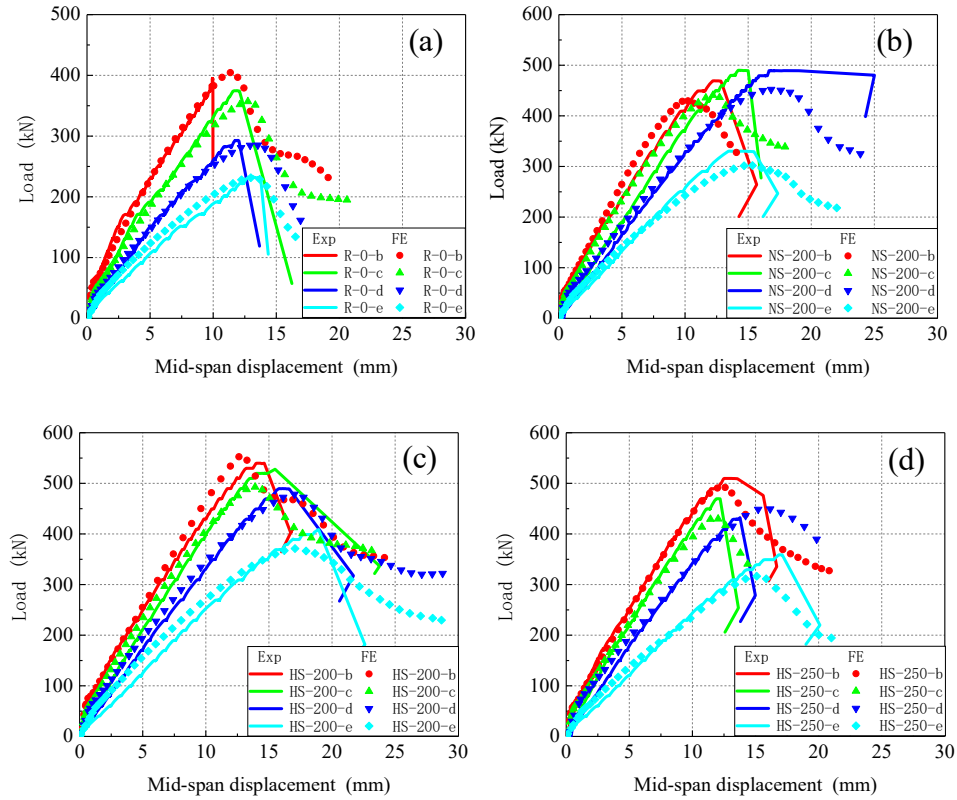 (a)
500
400
300
200
100
0
Load (kN)
0 5 10 15 20 25 30
Mid-span displacement (mm)
Exp FE
R-0-b R-0-b
R-0-c R-0-c
R-0-d R-0-d
R-0-e R-0-e
(b)
600
500
400
300
200
100
0
Load (kN)
0 5 10 15 20 25 30
Mid-span displacement (mm)
Exp FE
NS-200-b NS-200-b
NS-200-c NS-200-c
NS-200-d NS-200-d
NS-200-e NS-200-e
(c)
600
500
400
300
200
100
0
Load (kN)
0 5 10 15 20 25 30
Mid-span displacement (mm)
Exp FE
HS-200-b HS-200-b
HS-200-c HS-200-c
HS-200-d HS-200-d
HS-200-e HS-200-e
(d)
600
500
400
300
200
100
0
Load (kN)
0 5 10 15 20 25 30
Mid-span displacement (mm)
Exp FE
HS-250-b HS-250-b
HS-250-c HS-250-c
HS-250-d HS-250-d
HS-250-e HS-250-e